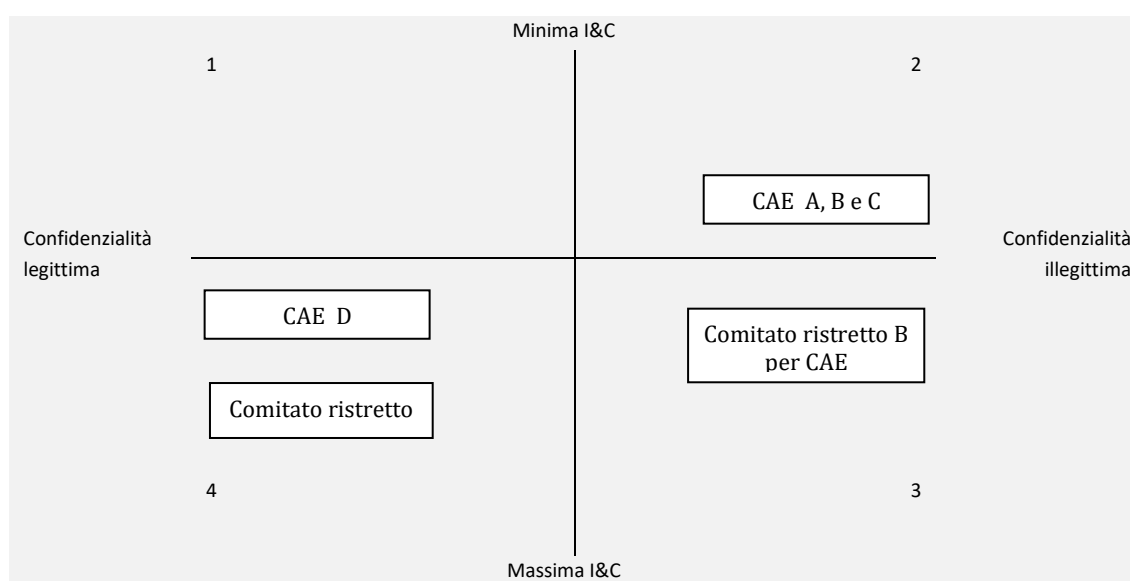 Minima I&C
1
2
CAE A, B e C
Confidenzialità
legittima
Confidenzialità
illegittima
CAE D
Comitato ristretto B
per CAE
Comitato ristretto
4
3
Massima I&C